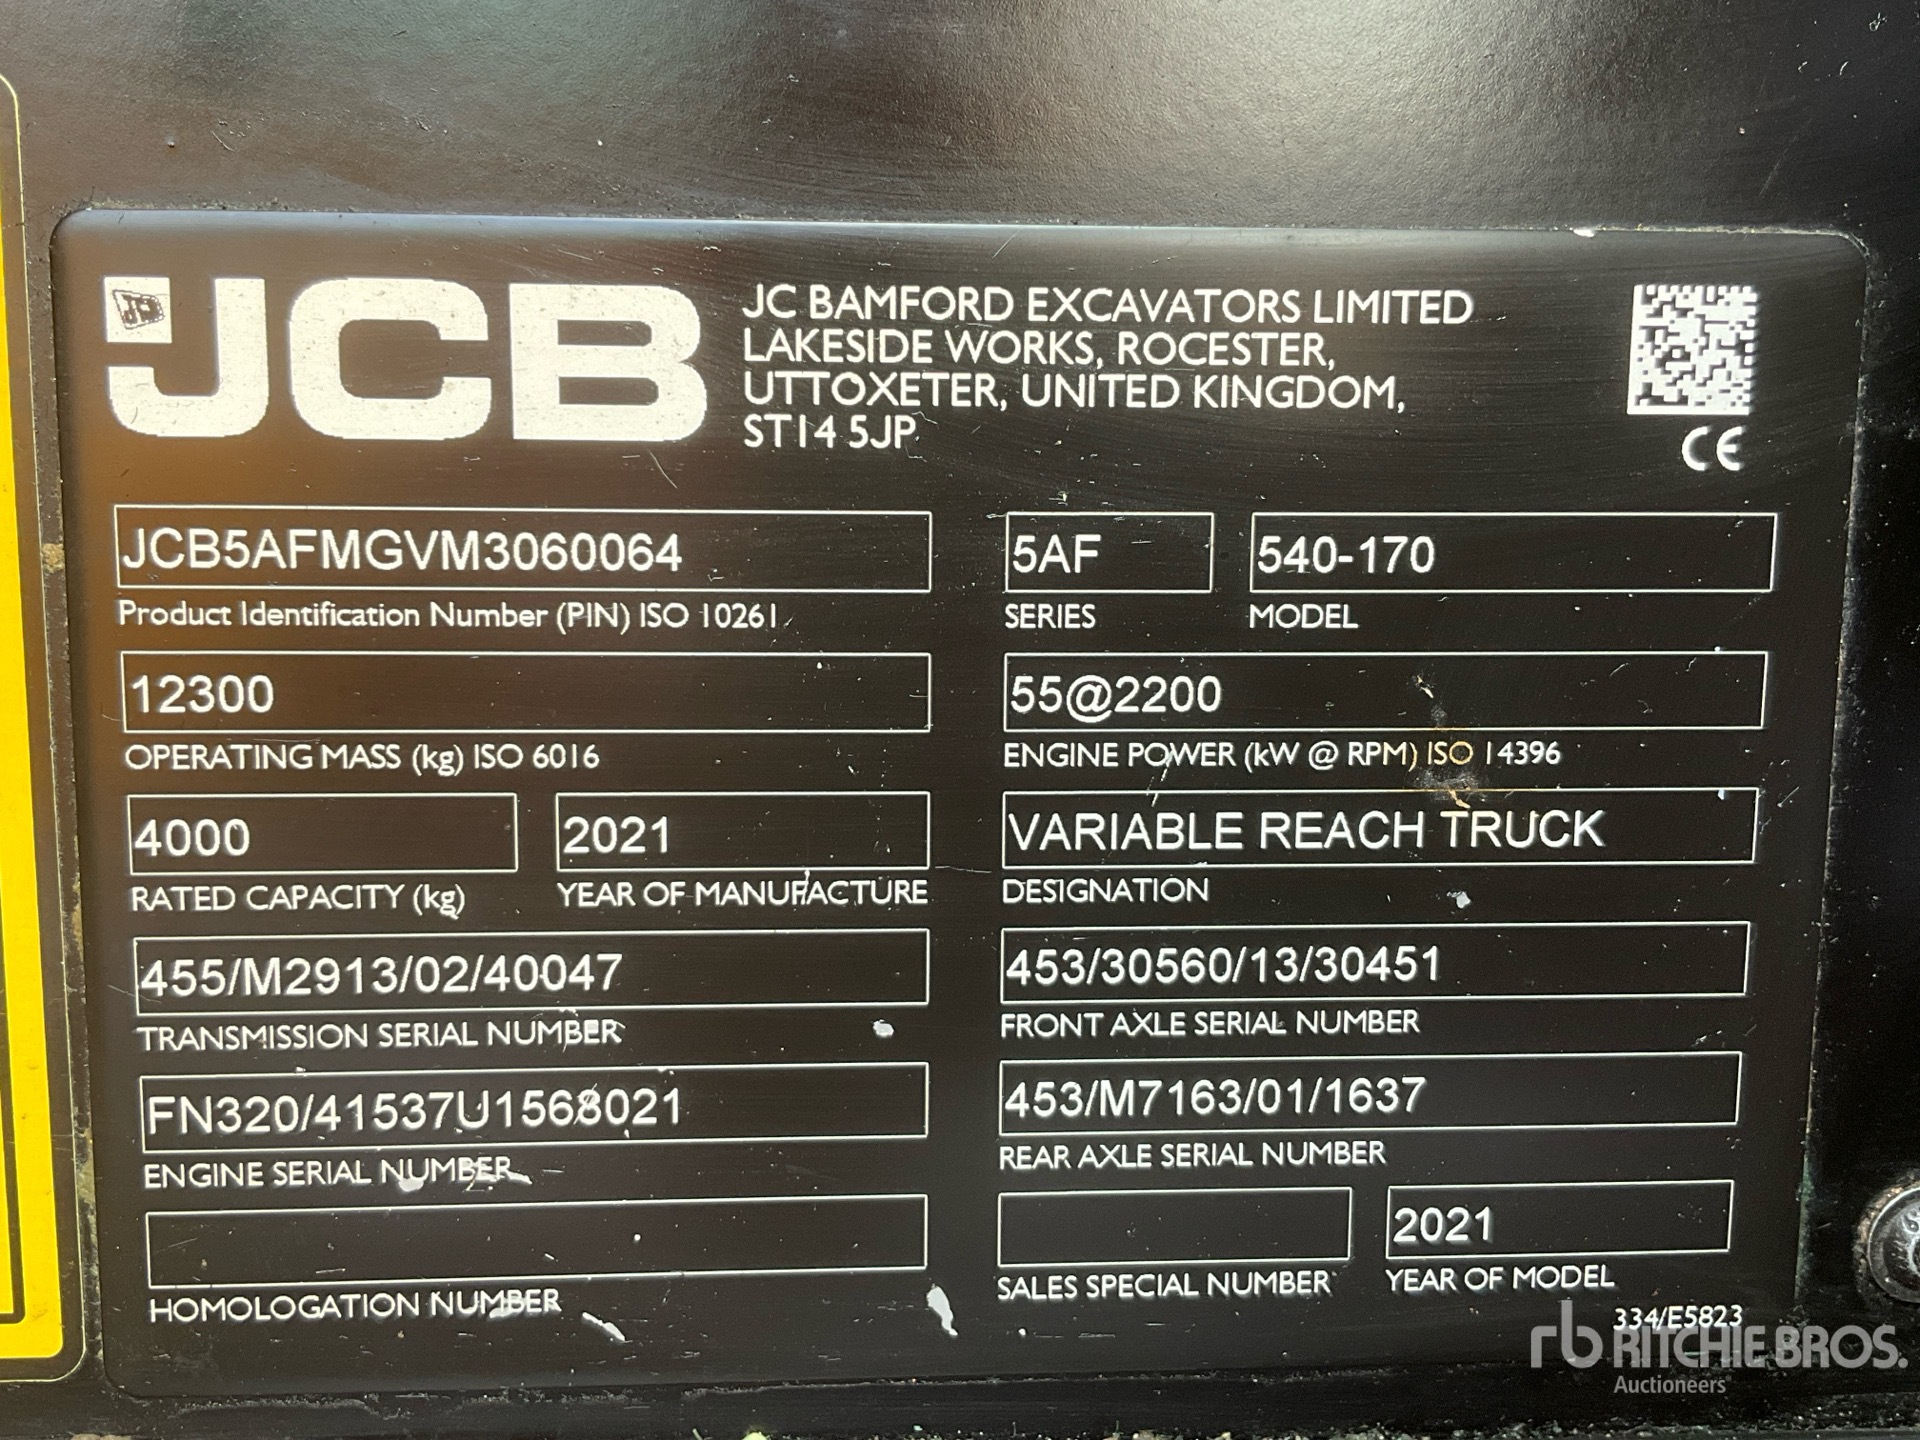 JCB
JC BAMFORD EXCAVATORS LIMITED
LAKESIDE WORKS, ROCESTER,
UTTOXETER, UNITED KINGDOM,
ST14 5JP.
CE
JCB5AFMGVM3060064
Product Identification Number (PIN) ISO 10261
5AF
SERIES
540-170
MODEL
12300
OPERATING MASS (kg) ISO 6016
55@2200
ENGINE POWER (kW @ RPM) ISO 14396
4000
RATED CAPACITY (kg)
2021
YEAR OF MANUFACTURE
VARIABLE REACH TRUCK
DESIGNATION
455/M2913/02/40047
TRANSMISSION SERIAL NUMBER
453/30560/13/30451
FRONT AXLE SERIAL NUMBER
FN320/41537U1568021
ENGINE SERIAL NUMBER
453/M7163/01/1637
REAR AXLE SERIAL NUMBER
HOMOLOGATION NUMBER
SALES SPECIAL NUMBER
2021
YEAR OF MODEL
334/E5823
rb RITCHIE BROS.
Auctioneers